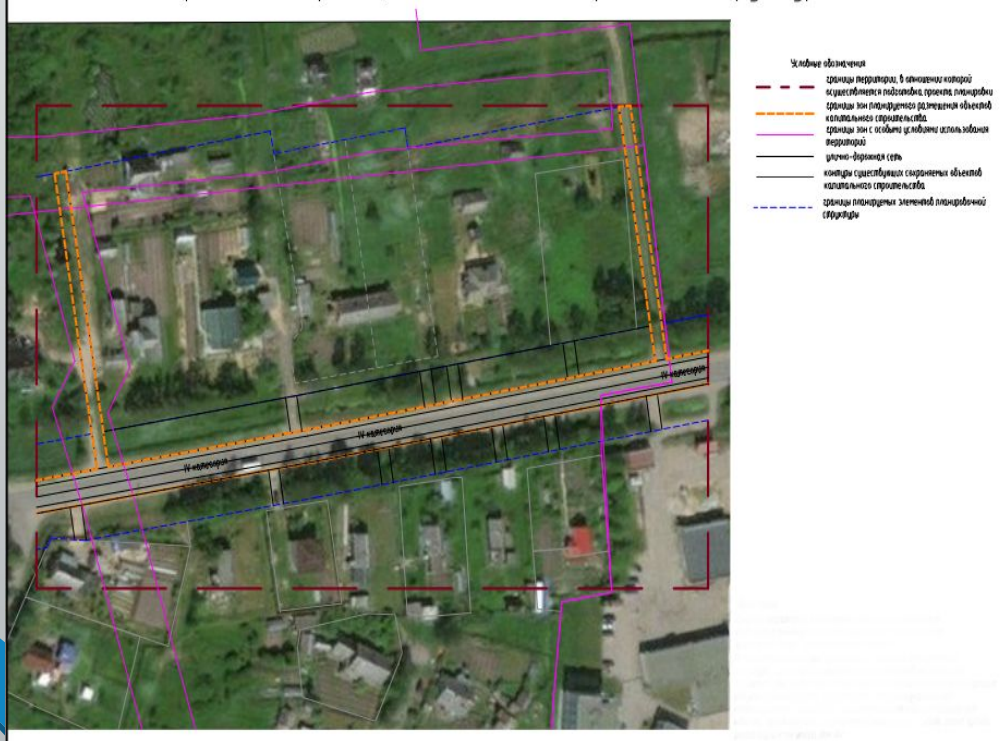 Условные обозначения
границы территории, в отношении которой
осуществляется подготовка проекта планировки
границы зон планируемого размещения объектов
капитального строительства
границы зон с особыми условиями использования
территорий
улично-дорожная сеть
контуры существующих сохраняемых объектов
капитального строительства
границы планируемых элементов планировочной
структуры
IV категория
IV категория
IV категория